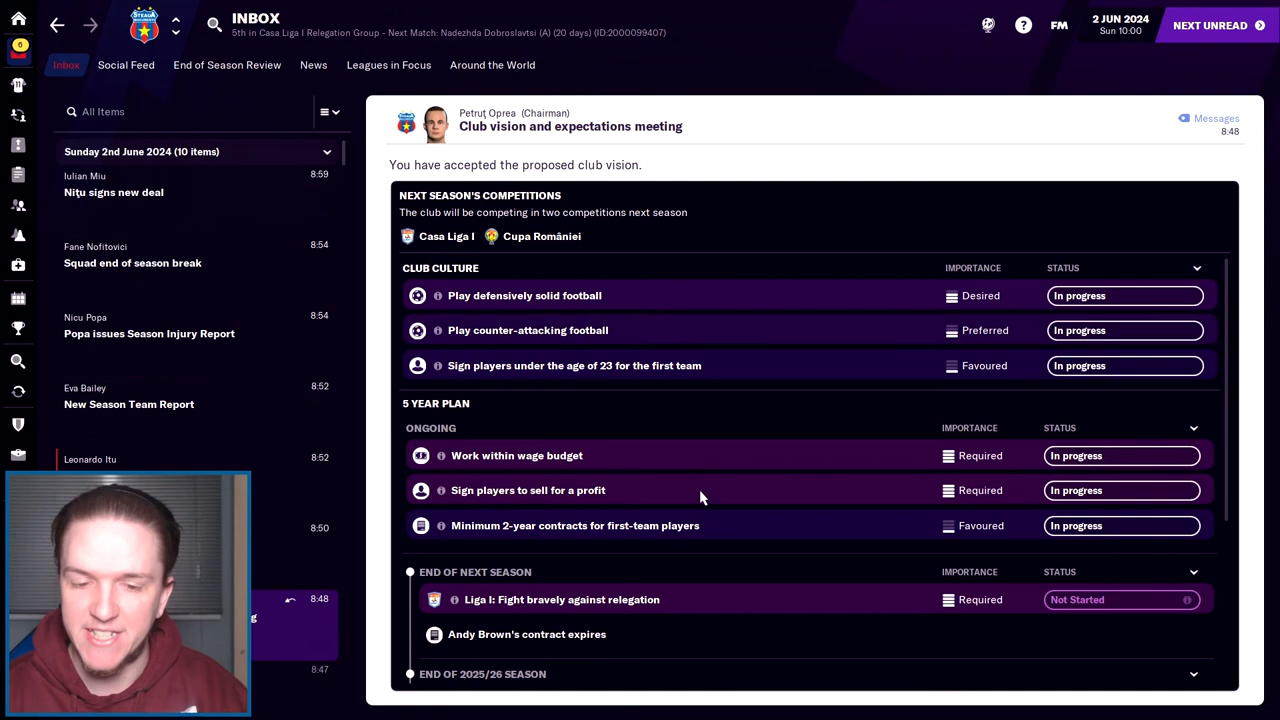 STEAUA
INBOX
5th in Casa Liga I Relegation Group - Next Match: Nadezhda Dobroslavtsi (A) (20 days) (ID:2000099407)
FM
2 JUN 2024
Sun 10:00
NEXT UNREAD
6
Inbox
Social Feed
End of Season Review
News
Leagues in Focus
Around the World
11
All Items
Sunday 2nd June 2024 (10 items)
Iulian Miu
8:59
Nițu signs new deal
Fane Nofitovici
8:54
Squad end of season break
Nicu Popa
8:54
Popa issues Season Injury Report
Eva Bailey
8:52
New Season Team Report
Leonardo Itu
8:52
8:50
8:48
g
8:47
Petruț Oprea (Chairman)
Club vision and expectations meeting
Messages
8:48
You have accepted the proposed club vision.
NEXT SEASON'S COMPETITIONS
The club will be competing in two competitions next season
Casa Liga I
Cupa României
CLUB CULTURE
IMPORTANCE
STATUS
Play defensively solid football
Desired
In progress
Play counter-attacking football
Preferred
In progress
Sign players under the age of 23 for the first team
Favoured
In progress
5 YEAR PLAN
ONGOING
IMPORTANCE
STATUS
Work within wage budget
Required
In progress
Sign players to sell for a profit
Required
In progress
Minimum 2-year contracts for first-team players
Favoured
In progress
END OF NEXT SEASON
IMPORTANCE
STATUS
Liga I: Fight bravely against relegation
Required
Not Started
Andy Brown's contract expires
END OF 2025/26 SEASON